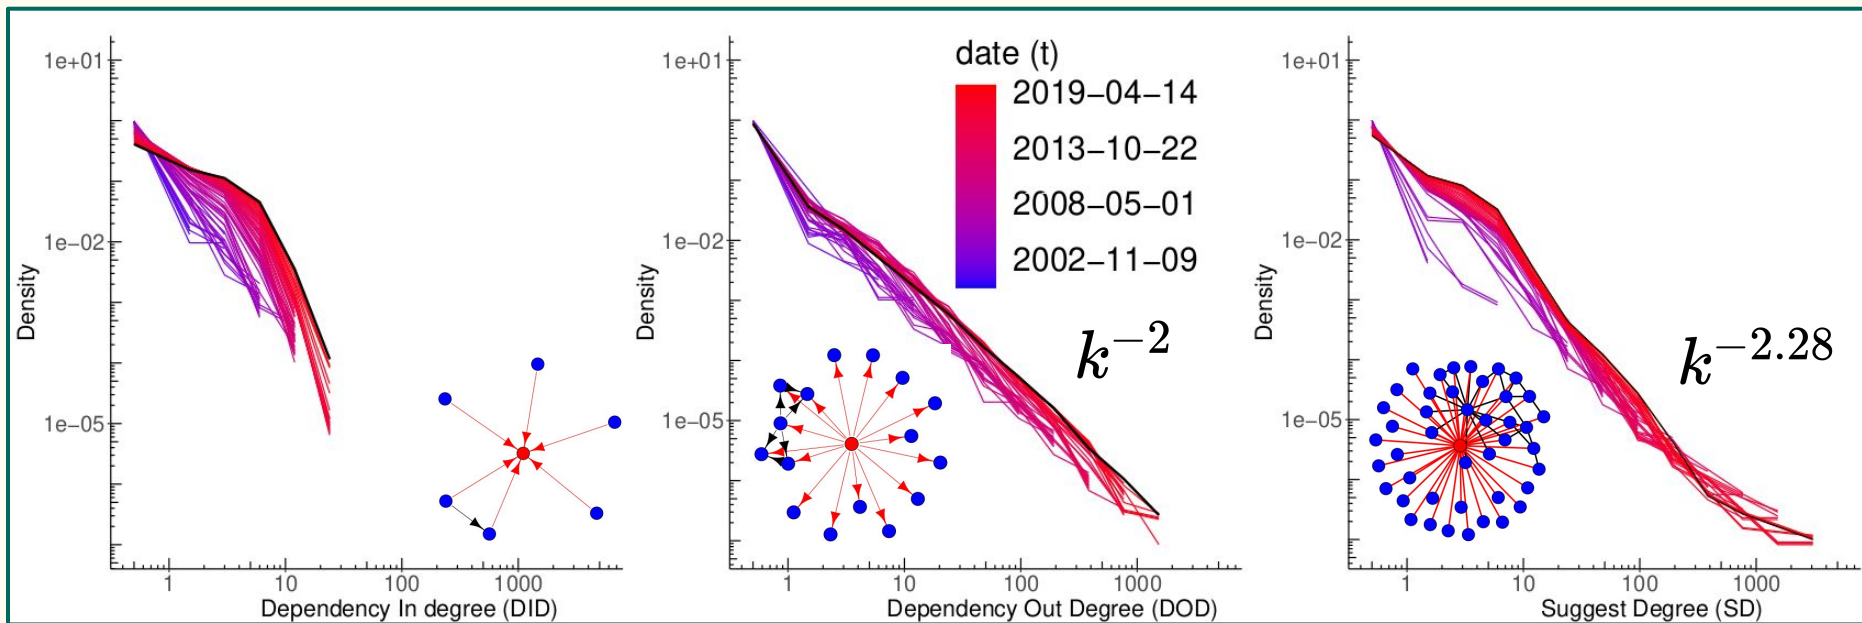 1e+01
1e−02
1e−05
Density
1
10
100
1000
Dependency In degree (DID)
1e+01
1e−02
1e−05
Density
1
10
100
1000
Dependency Out Degree (DOD)
date (t)
2019−04−14
2013−10−22
2008−05−01
2002−11−09
k⁻²
1e+01
1e−02
1e−05
Density
1
10
100
1000
Suggest Degree (SD)
k⁻²·²⁸